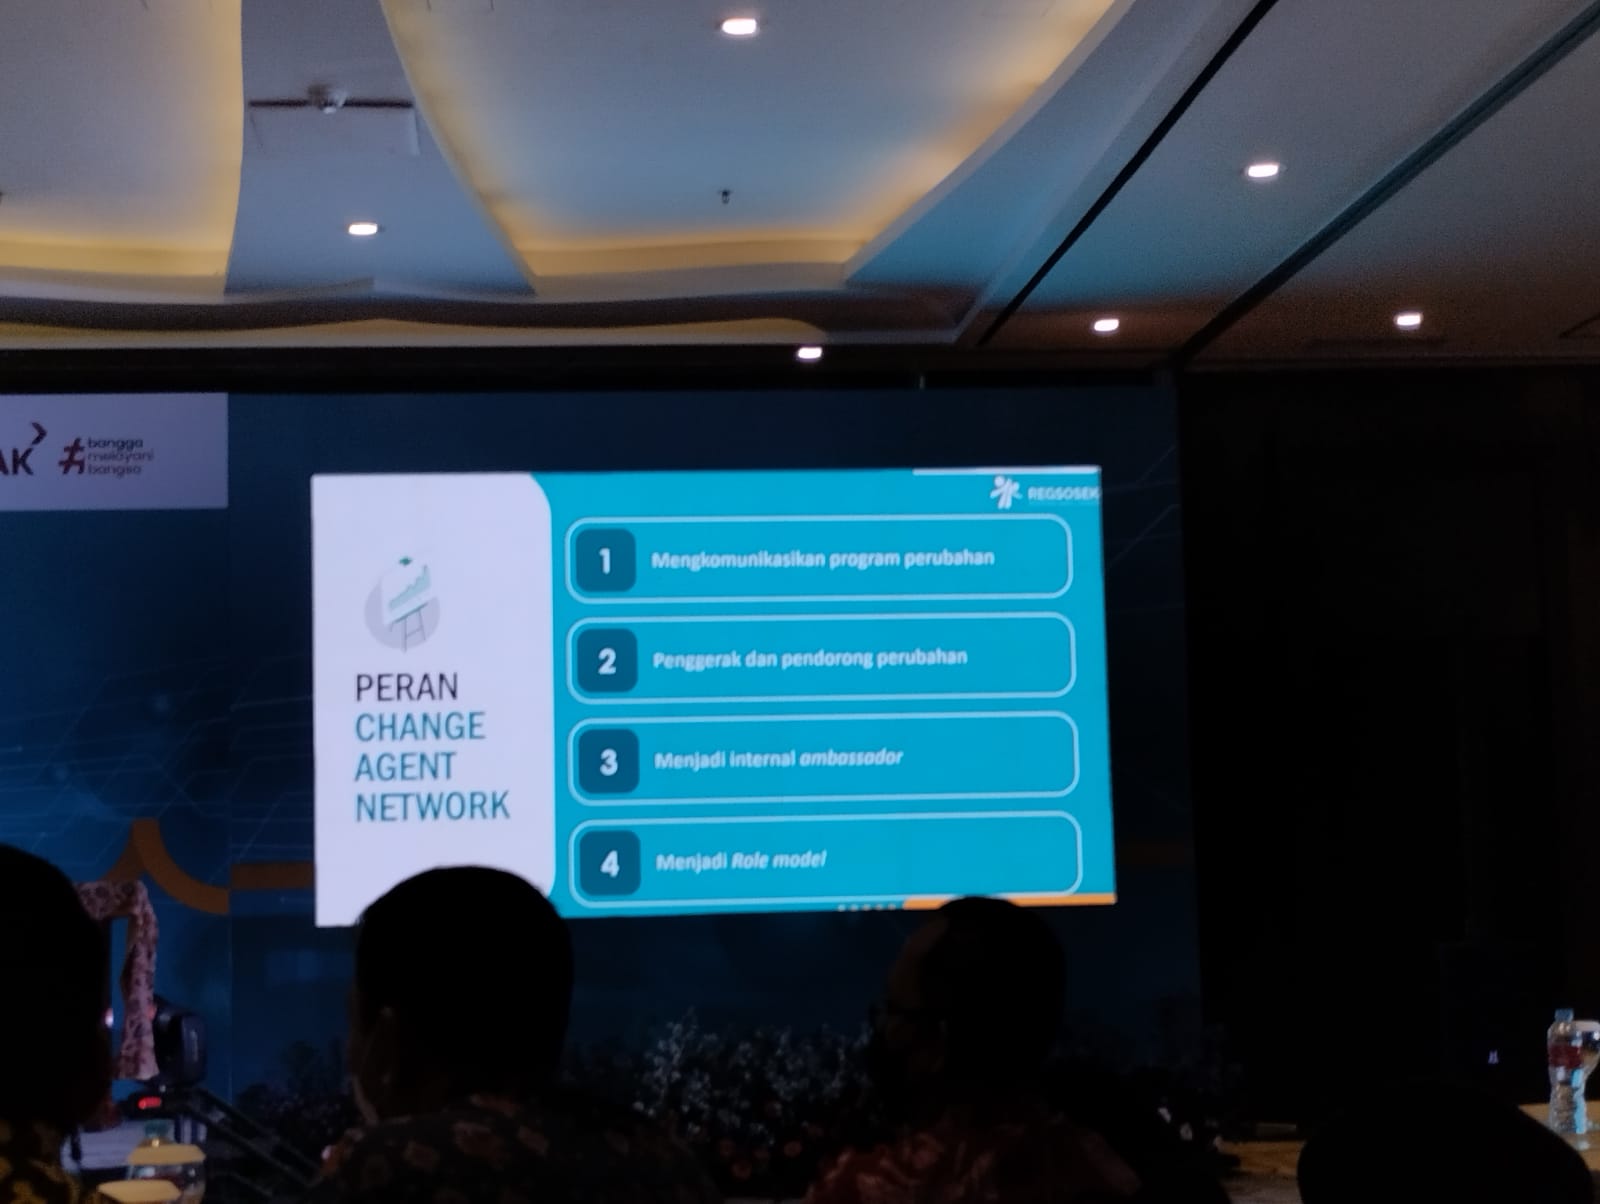 AK
#bangga
melayani
bangsa
REGSOSEK
PERAN
CHANGE
AGENT
NETWORK
1 Mengkomunikasikan program perubahan
2 Penggerak dan pendorong perubahan
3 Menjadi internal ambassador
4 Menjadi Role model